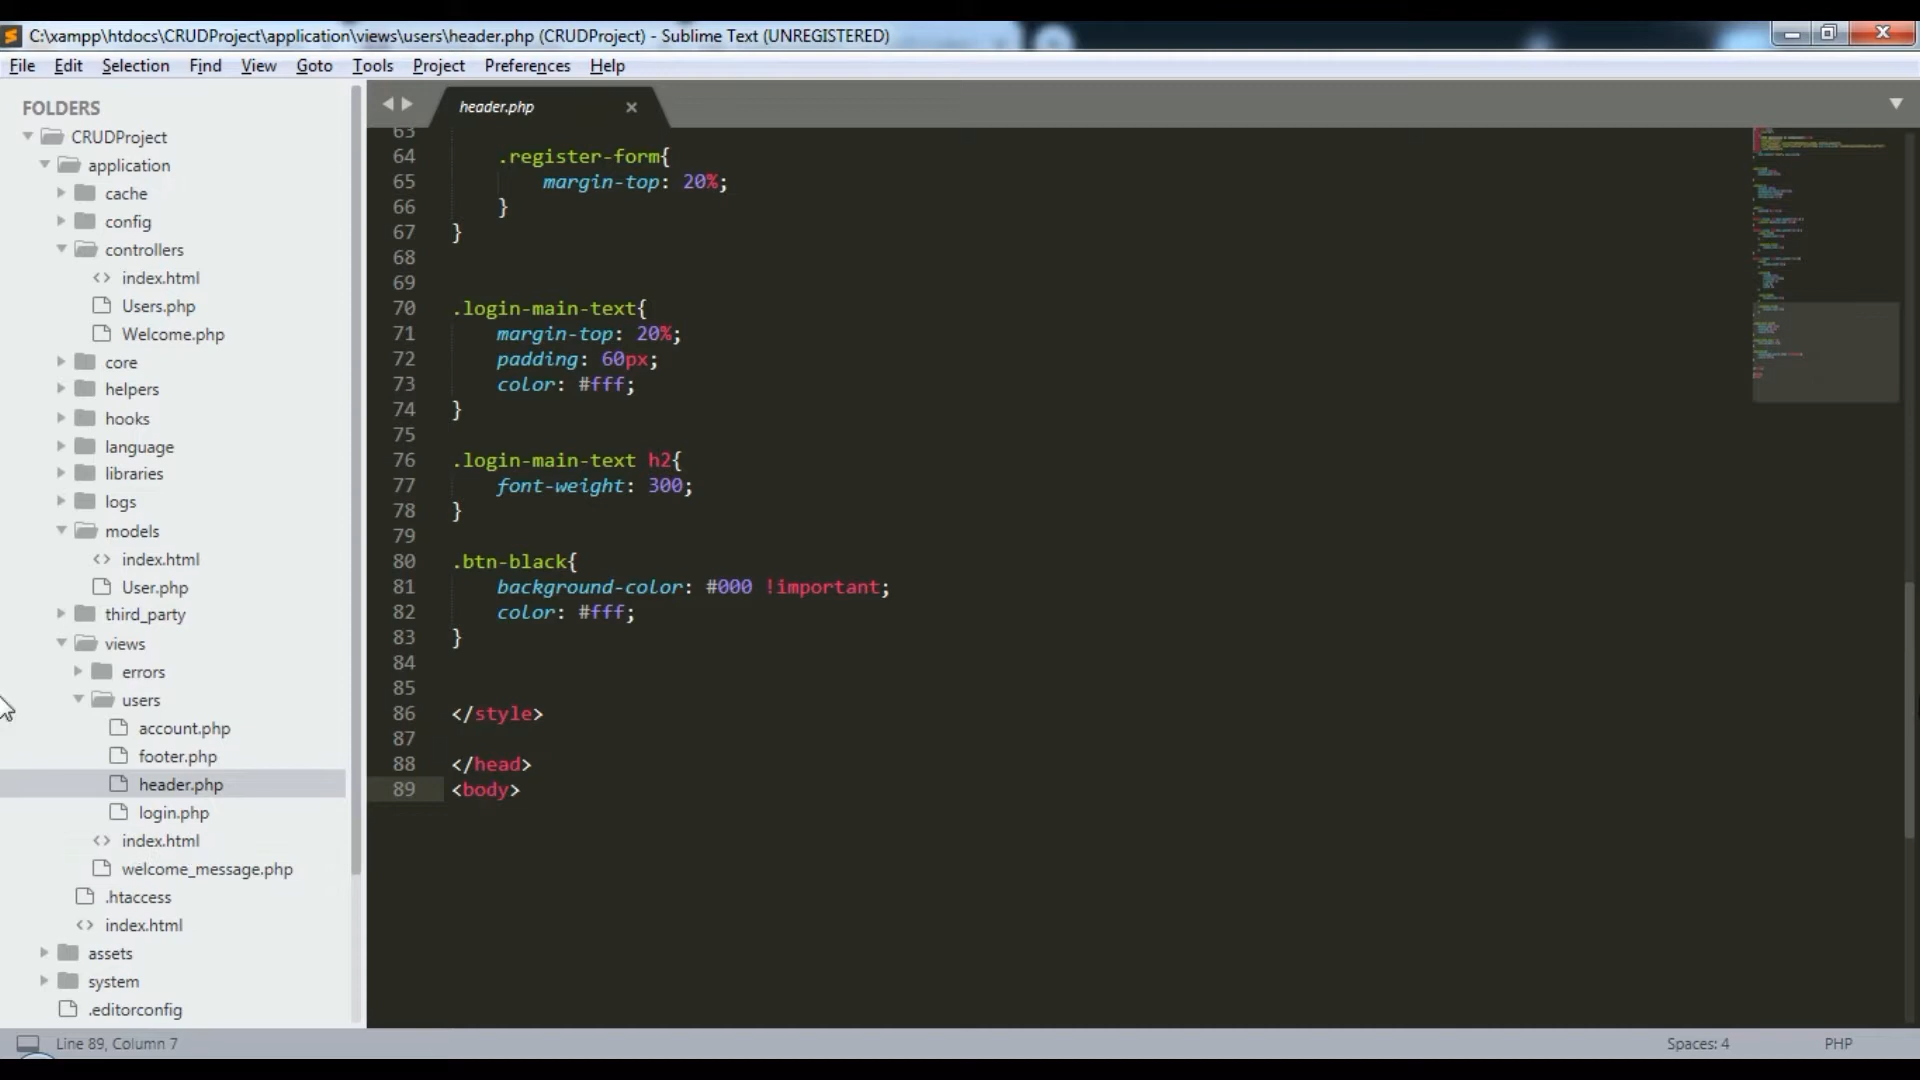 C:\xampp\htdocs\CRUDProject\application\views\users\header.php (CRUDProject) - Sublime Text (UNREGISTERED)
File Edit Selection Find View Goto Tools Project Preferences Help
FOLDERS
CRUDProject
application
cache
config
controllers
index.html
Users.php
Welcome.php
core
helpers
hooks
language
libraries
logs
models
index.html
User.php
third_party
views
errors
users
account.php
footer.php
header.php
login.php
index.html
welcome_message.php
.htaccess
index.html
assets
system
.editorconfig
header.php
63
64 .register-form{
65 margin-top: 20%;
66 }
67 }
68
69
70 .login-main-text{
71 margin-top: 20%;
72 padding: 60px;
73 color: #fff;
74 }
75
76 .login-main-text h2{
77 font-weight: 300;
78 }
79
80 .btn-black{
81 background-color: #000 !important;
82 color: #fff;
83 }
84
85
86 </style>
87
88 </head>
89 <body>
Line 89, Column 7
Spaces: 4
PHP